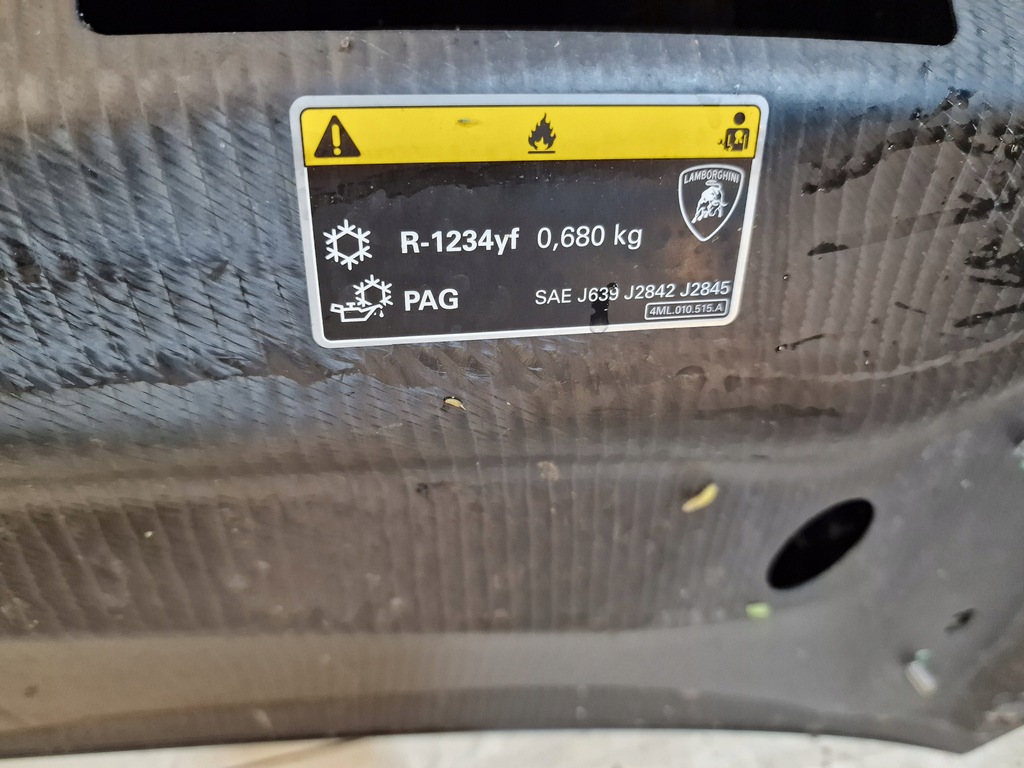 LAMBORGHINI
R-1234yf 0,680 kg
PAG SAE J639 J2842 J2845
4ML.010.515.A